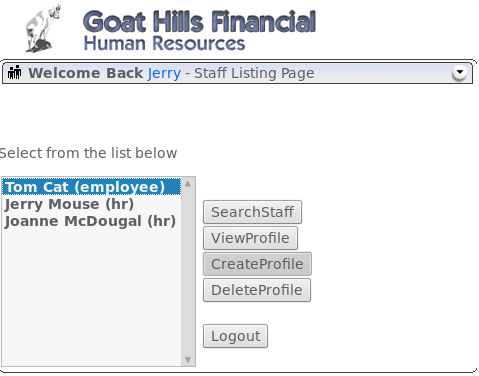 Goat Hills Financial
Human Resources
Welcome Back Jerry - Staff Listing Page
Select from the list below
Tom Cat (employee)
Jerry Mouse (hr)
Joanne McDougal (hr)
SearchStaff
ViewProfile
CreateProfile
DeleteProfile
Logout